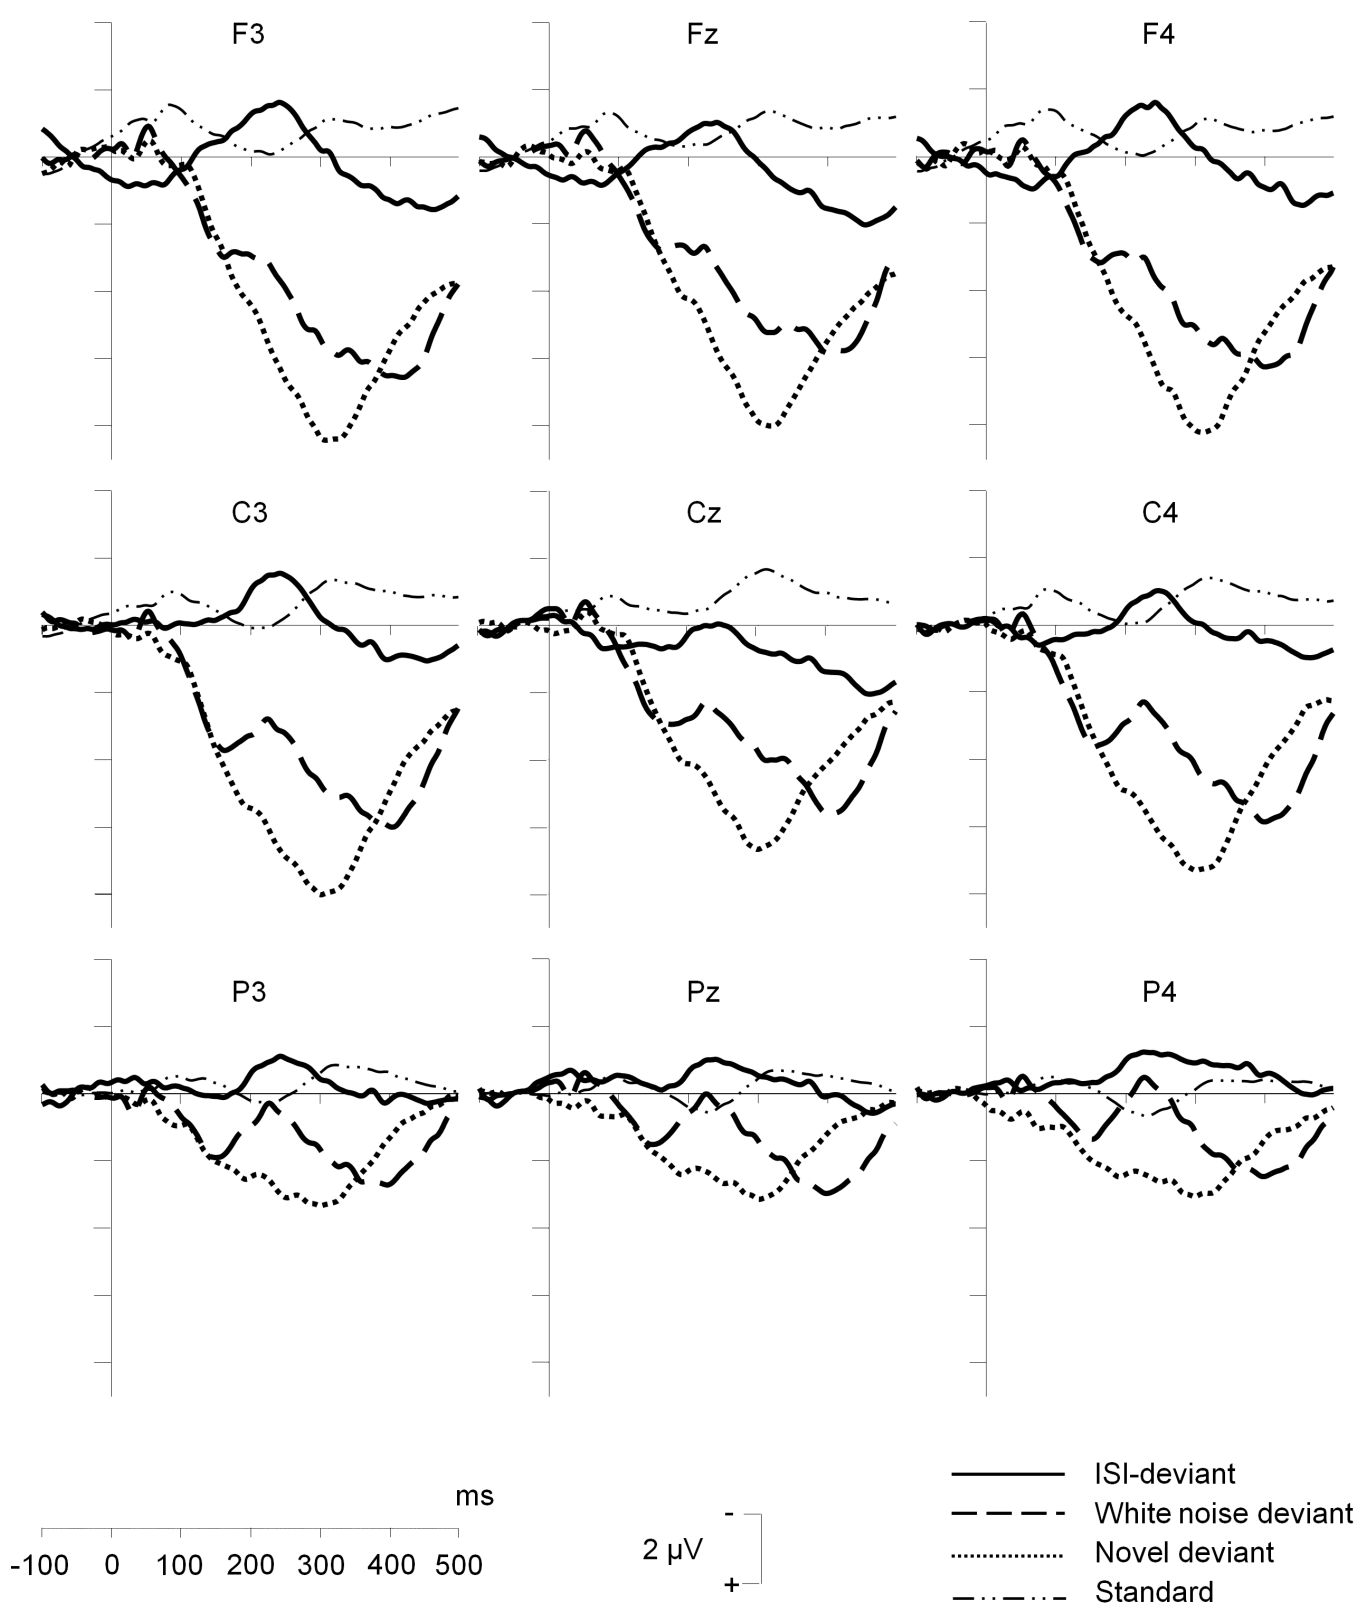 F3 Fz F4
C3 Cz C4
P3 Pz P4
ms
-100 0 100 200 300 400 500
-
2 µV
+
ISI-deviant
White noise deviant
Novel deviant
Standard